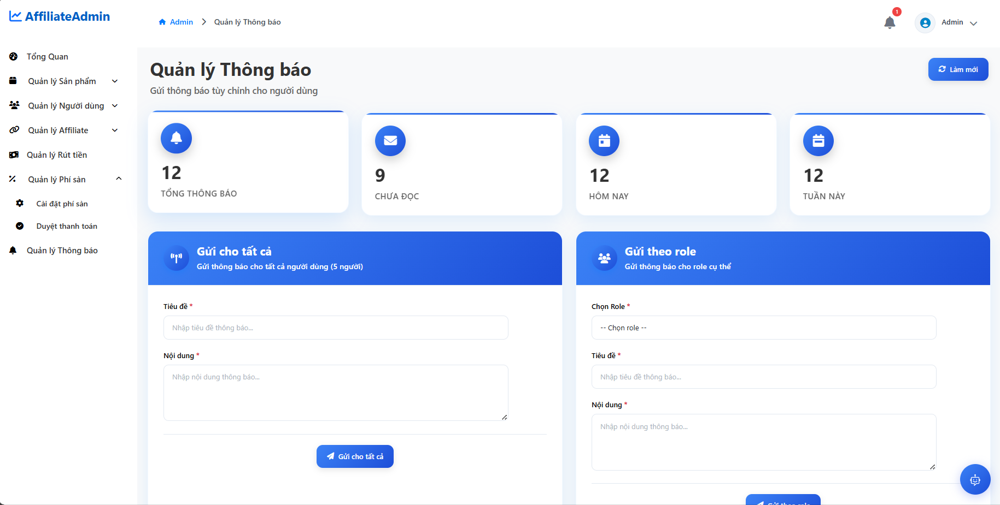 AffiliateAdmin
Admin
Quản lý Thông báo
1
Admin
Tổng Quan
Quản lý Sản phẩm
Quản lý Người dùng
Quản lý Affiliate
Quản lý Rút tiền
Quản lý Phí sàn
Cài đặt phí sàn
Duyệt thanh toán
Quản lý Thông báo
Quản lý Thông báo
Gửi thông báo tùy chỉnh cho người dùng
Làm mới
12
TỔNG THÔNG BÁO
9
CHƯA ĐỌC
12
HÔM NAY
12
TUẦN NÀY
Gửi cho tất cả
Gửi thông báo cho tất cả người dùng (5 người)
Tiêu đề *
Nhập tiêu đề thông báo...
Nội dung *
Nhập nội dung thông báo...
Gửi cho tất cả
Gửi theo role
Gửi thông báo cho role cụ thể
Chọn Role *
-- Chọn role --
Tiêu đề *
Nhập tiêu đề thông báo...
Nội dung *
Nhập nội dung thông báo...
Gửi theo role